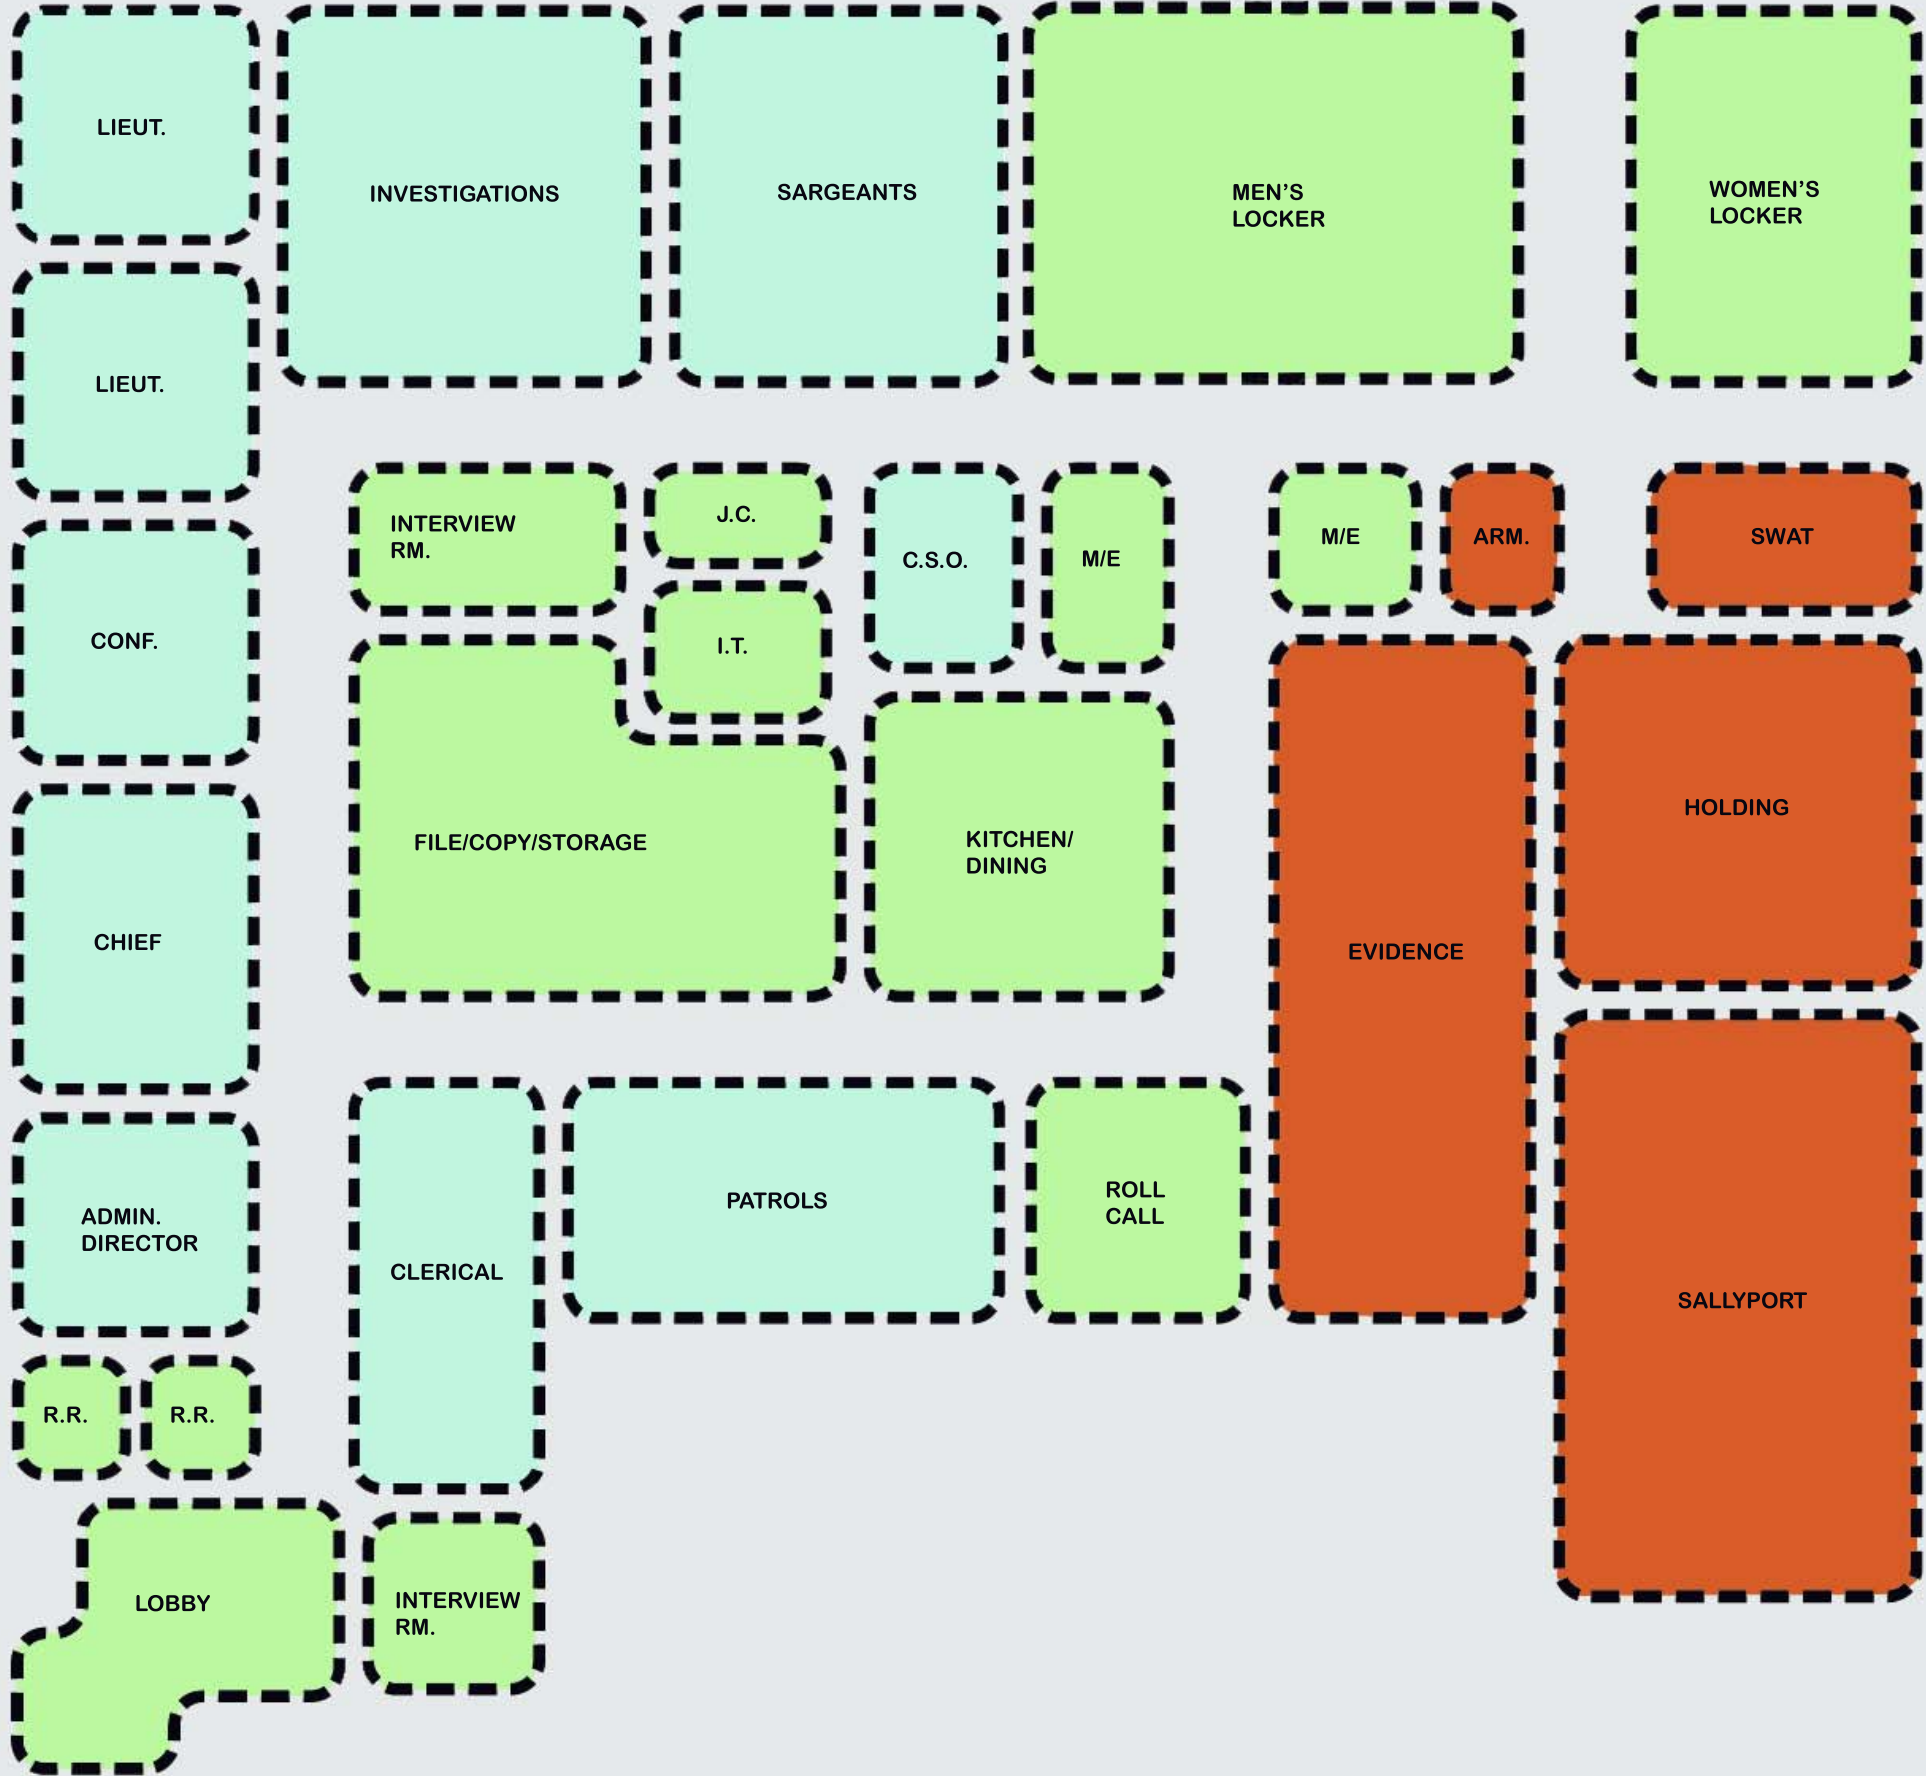 LIEUT.
INVESTIGATIONS
SARGEANTS
MEN'S
LOCKER
WOMEN'S
LOCKER
LIEUT.
INTERVIEW
RM.
J.C.
C.S.O.
M/E
M/E
ARM.
SWAT
CONF.
I.T.
FILE/COPY/STORAGE
KITCHEN/
DINING
HOLDING
CHIEF
EVIDENCE
ADMIN.
DIRECTOR
CLERICAL
PATROLS
ROLL
CALL
SALLYPORT
R.R.
R.R.
LOBBY
INTERVIEW
RM.